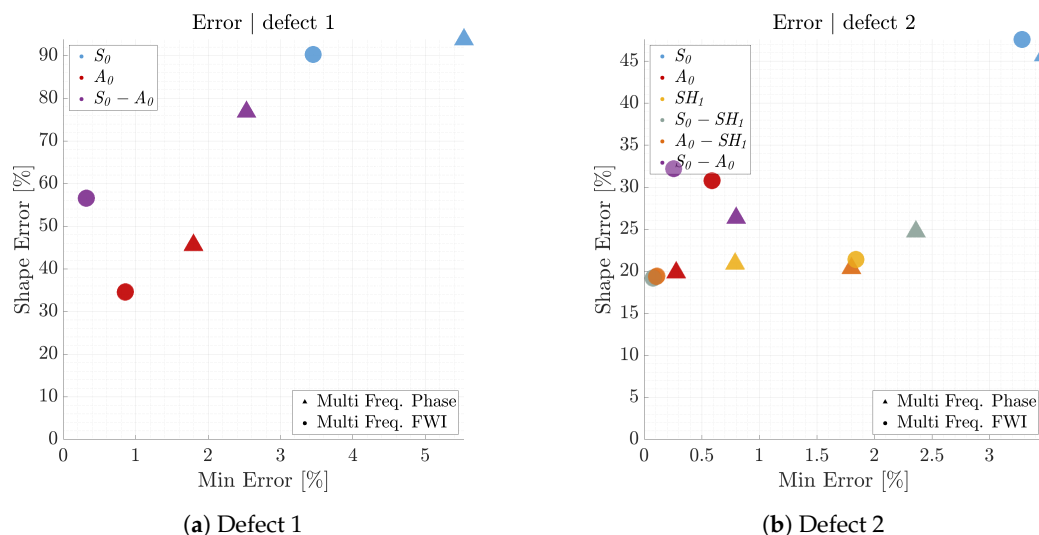 Error | defect 1
Shape Error [%]
90
80
70
60
50
40
30
20
10
0
S0
A0
S0 − A0
Multi Freq. Phase
Multi Freq. FWI
0 1 2 3 4 5
Min Error [%]
(a) Defect 1
Error | defect 2
Shape Error [%]
45
40
35
30
25
20
15
10
5
0
S0
A0
SH1
S0 − SH1
A0 − SH1
S0 − A0
Multi Freq. Phase
Multi Freq. FWI
0 0.5 1 1.5 2 2.5 3
Min Error [%]
(b) Defect 2